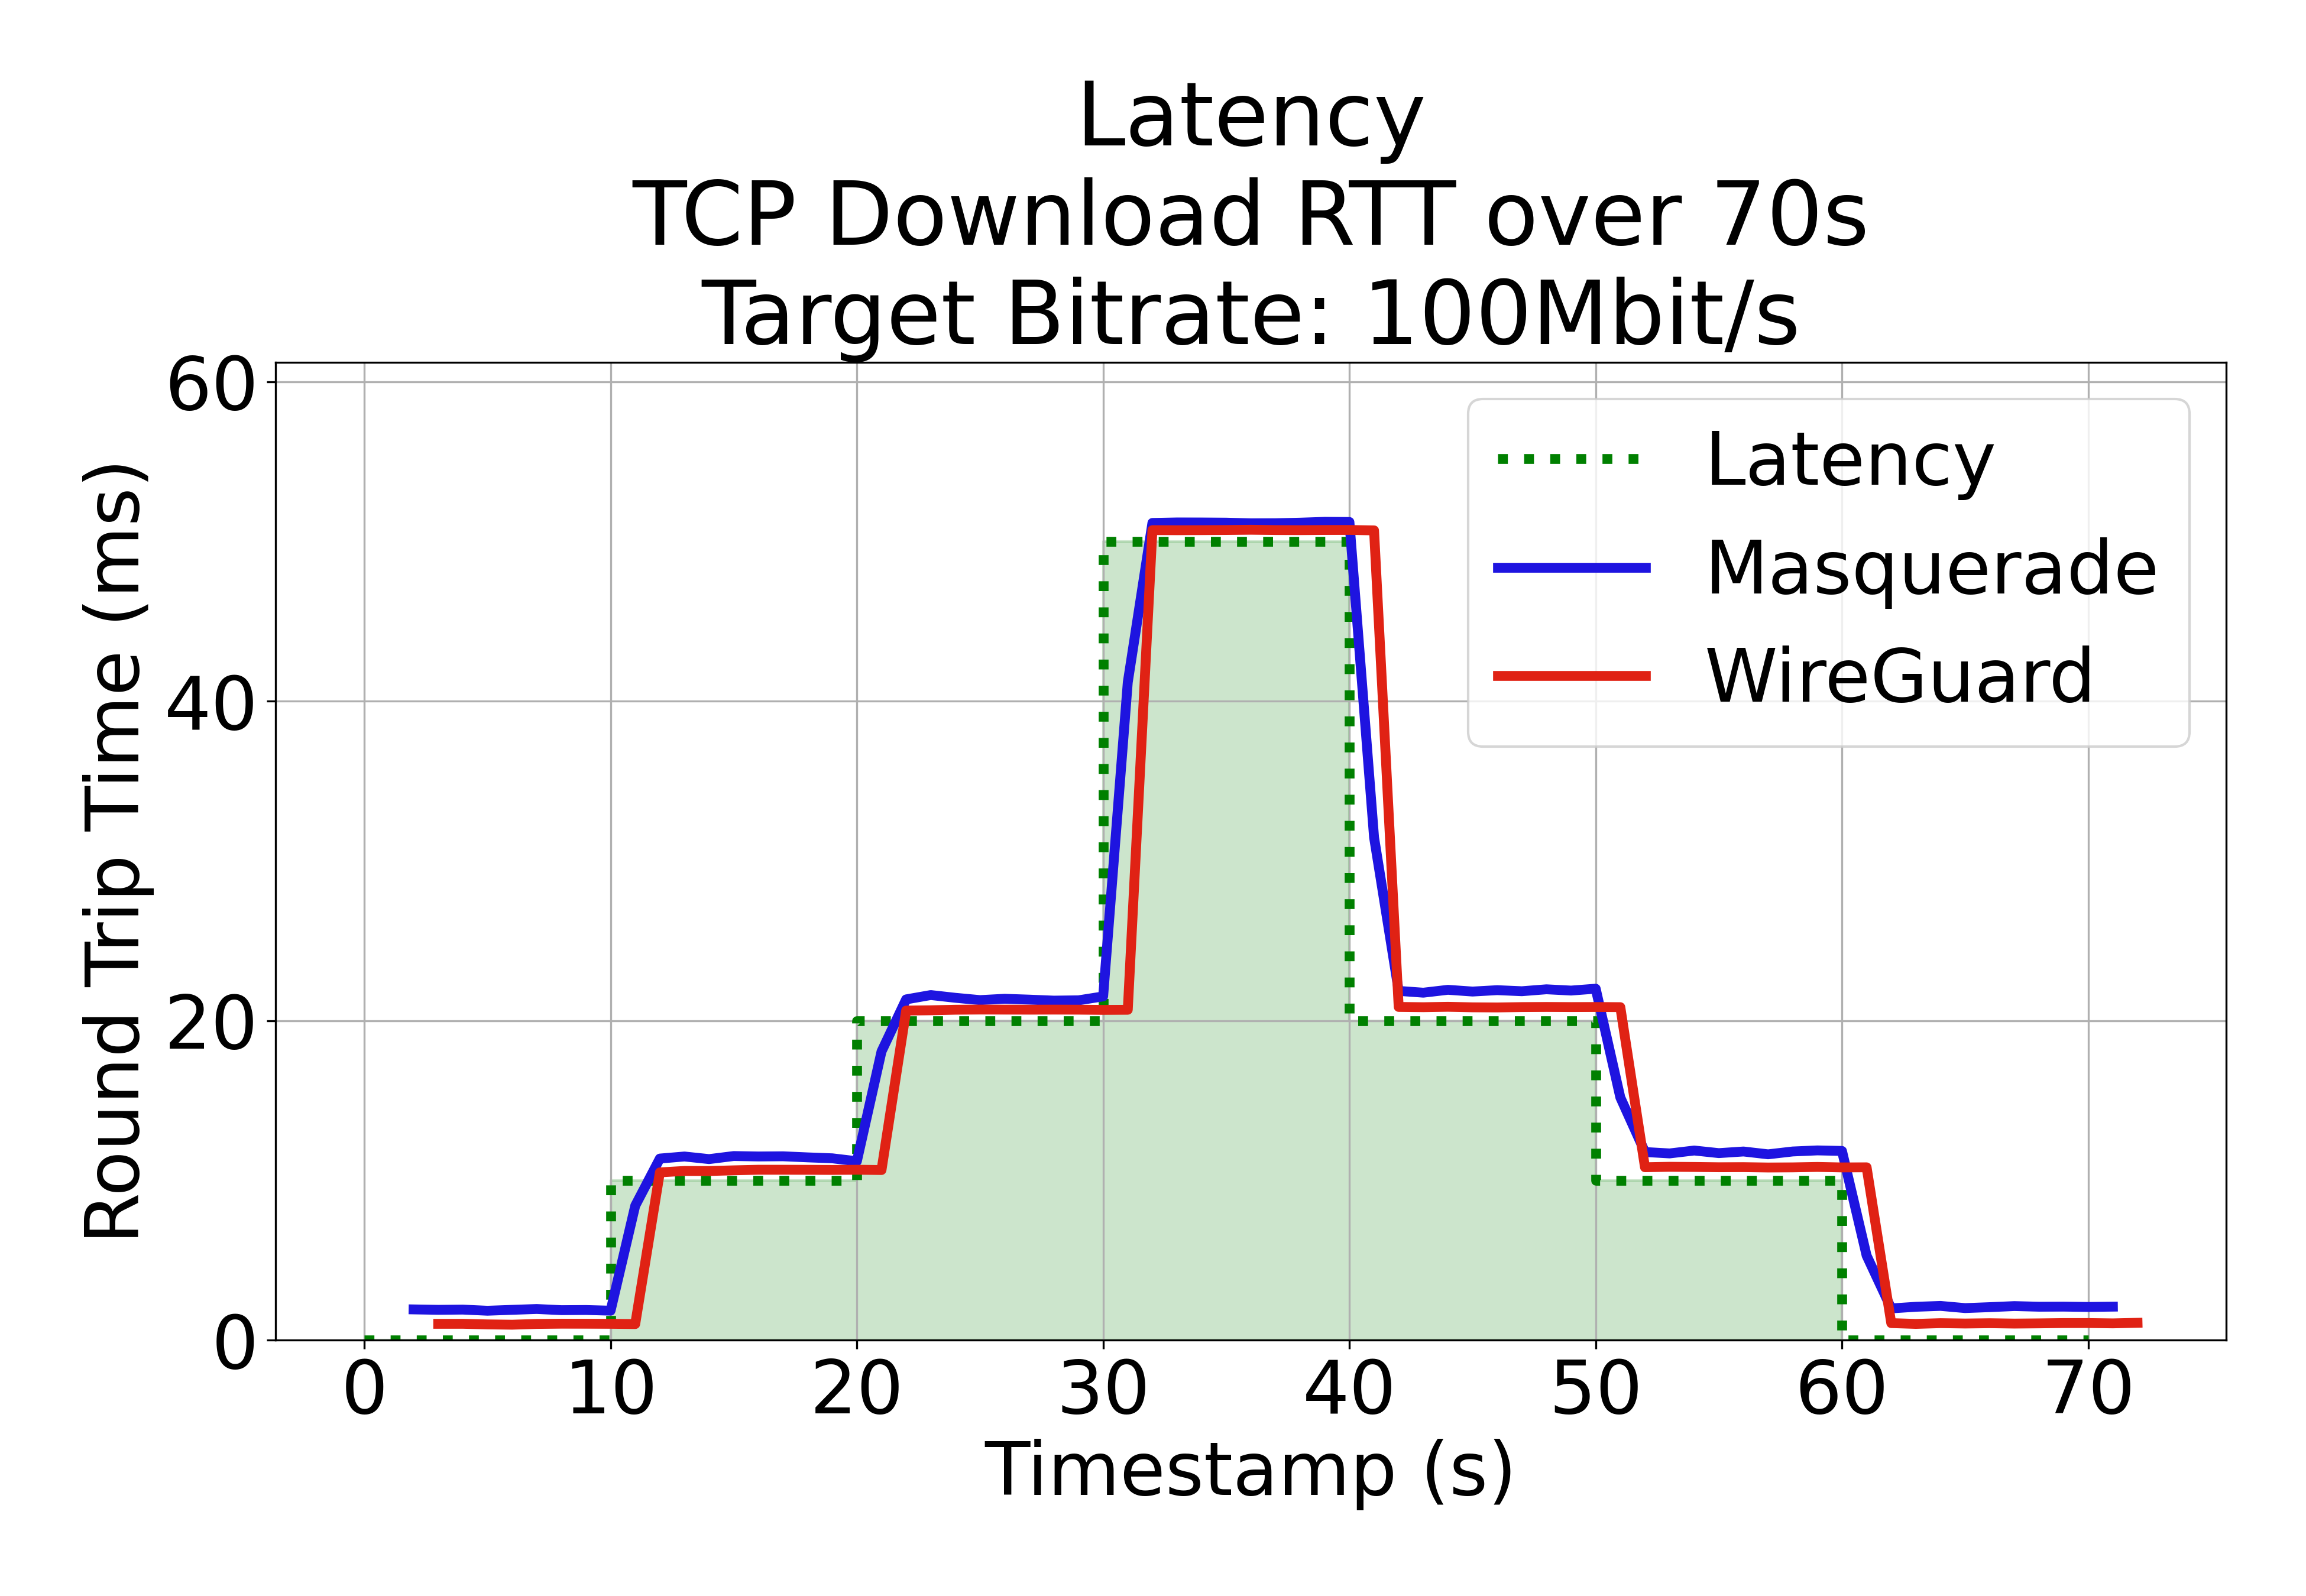 Latency
TCP Download RTT over 70s
Target Bitrate: 100Mbit/s
60
40
20
0
Round Trip Time (ms)
Latency
Masquerade
WireGuard
0 10 20 30 40 50 60 70
Timestamp (s)